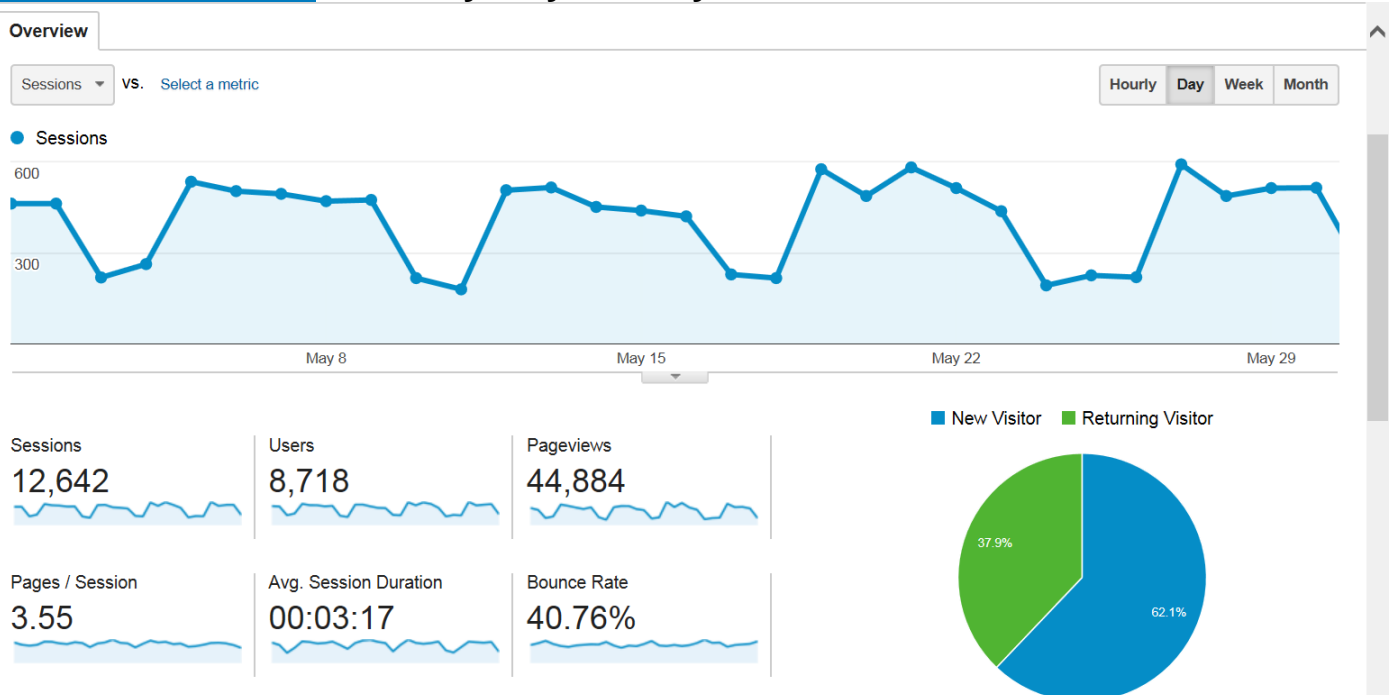 Overview
Sessions vs. Select a metric
Hourly Day Week Month
Sessions
600
300
May 8 May 15 May 22 May 29
New Visitor Returning Visitor
Sessions Users Pageviews
12,642 8,718 44,884
37.9%
Pages / Session Avg. Session Duration Bounce Rate
3.55 00:03:17 40.76%
62.1%